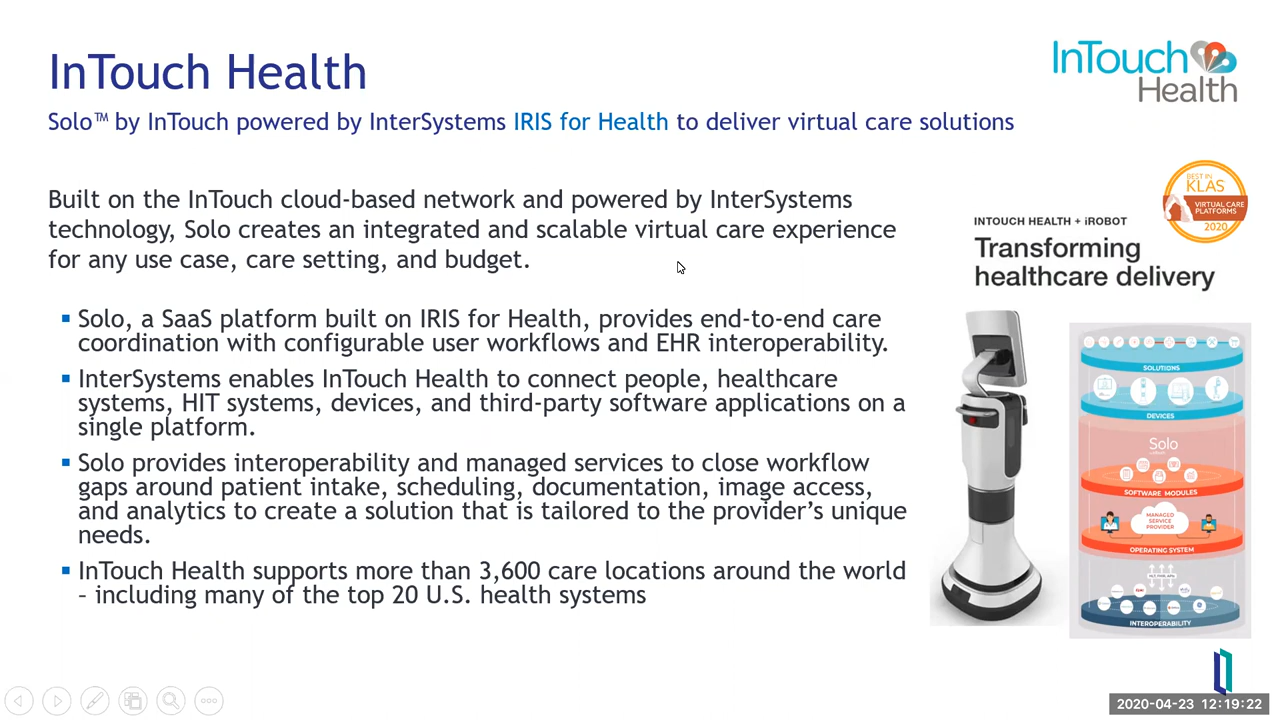 InTouch Health
InTouch
Health
Solo™ by InTouch powered by InterSystems IRIS for Health to deliver virtual care solutions
Built on the InTouch cloud-based network and powered by InterSystems
technology, Solo creates an integrated and scalable virtual care experience
for any use case, care setting, and budget.
▪ Solo, a SaaS platform built on IRIS for Health, provides end-to-end care
coordination with configurable user workflows and EHR interoperability.
▪ InterSystems enables InTouch Health to connect people, healthcare
systems, HIT systems, devices, and third-party software applications on a
single platform.
▪ Solo provides interoperability and managed services to close workflow
gaps around patient intake, scheduling, documentation, image access,
and analytics to create a solution that is tailored to the provider’s unique
needs.
▪ InTouch Health supports more than 3,600 care locations around the world
– including many of the top 20 U.S. health systems
BEST IN
KLAS
VIRTUAL CARE
PLATFORMS
2020
INTOUCH HEALTH + iROBOT
Transforming
healthcare delivery
SOLUTIONS
DEVICES
Solo
SOFTWARE MODULES
MANAGED
SERVICE
PROVIDER
OPERATING SYSTEM
INTEROPERABILITY
2020-04-23 12:19:22